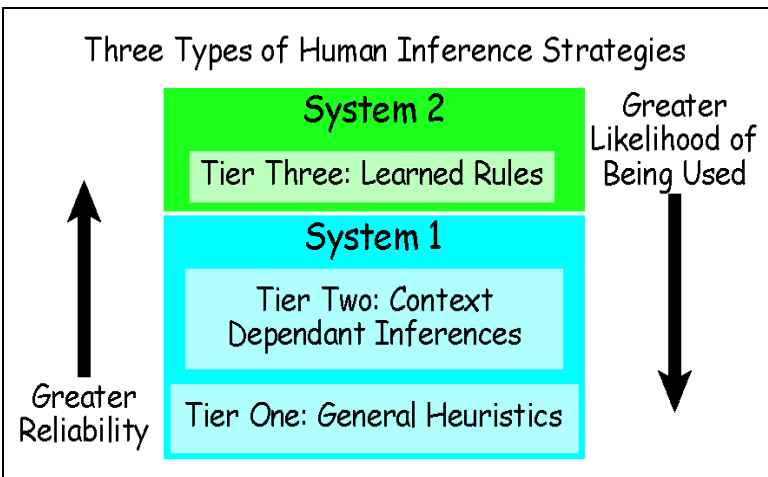 Three Types of Human Inference Strategies
System 2
Tier Three: Learned Rules
Greater
Likelihood of
Being Used
System 1
Tier Two: Context
Dependant Inferences
Tier One: General Heuristics
Greater
Reliability